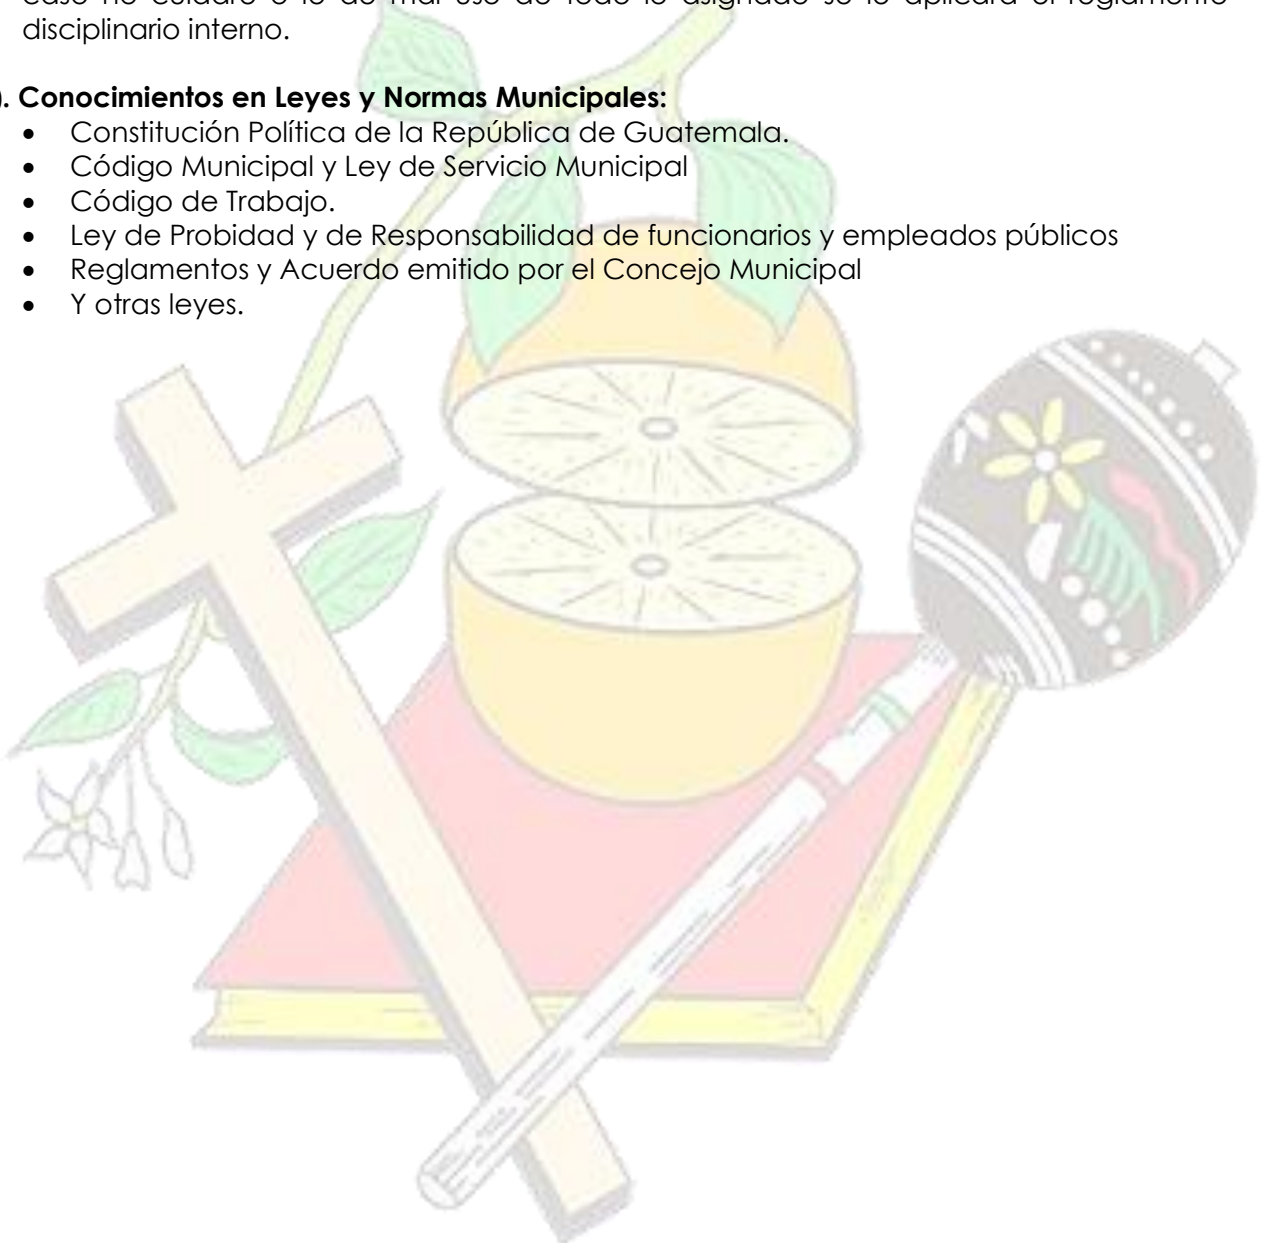 disciplinario interno.
). Conocimientos en Leyes y Normas Municipales:
• Constitución Política de la República de Guatemala.
• Código Municipal y Ley de Servicio Municipal
• Código de Trabajo.
• Ley de Probidad y de Responsabilidad de funcionarios y empleados públicos
• Reglamentos y Acuerdo emitido por el Concejo Municipal
• Y otras leyes.